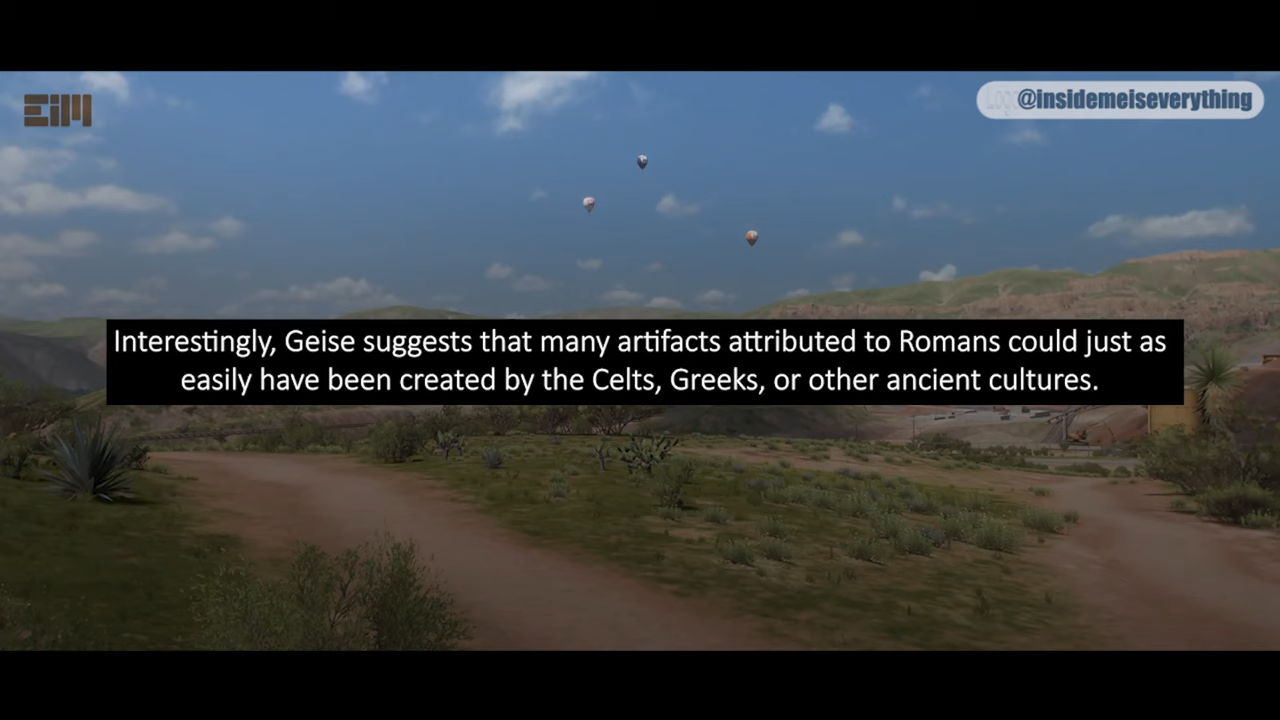 EiM
@insidemeiseverything
Interestingly, Geise suggests that many artifacts attributed to Romans could just as
easily have been created by the Celts, Greeks, or other ancient cultures.